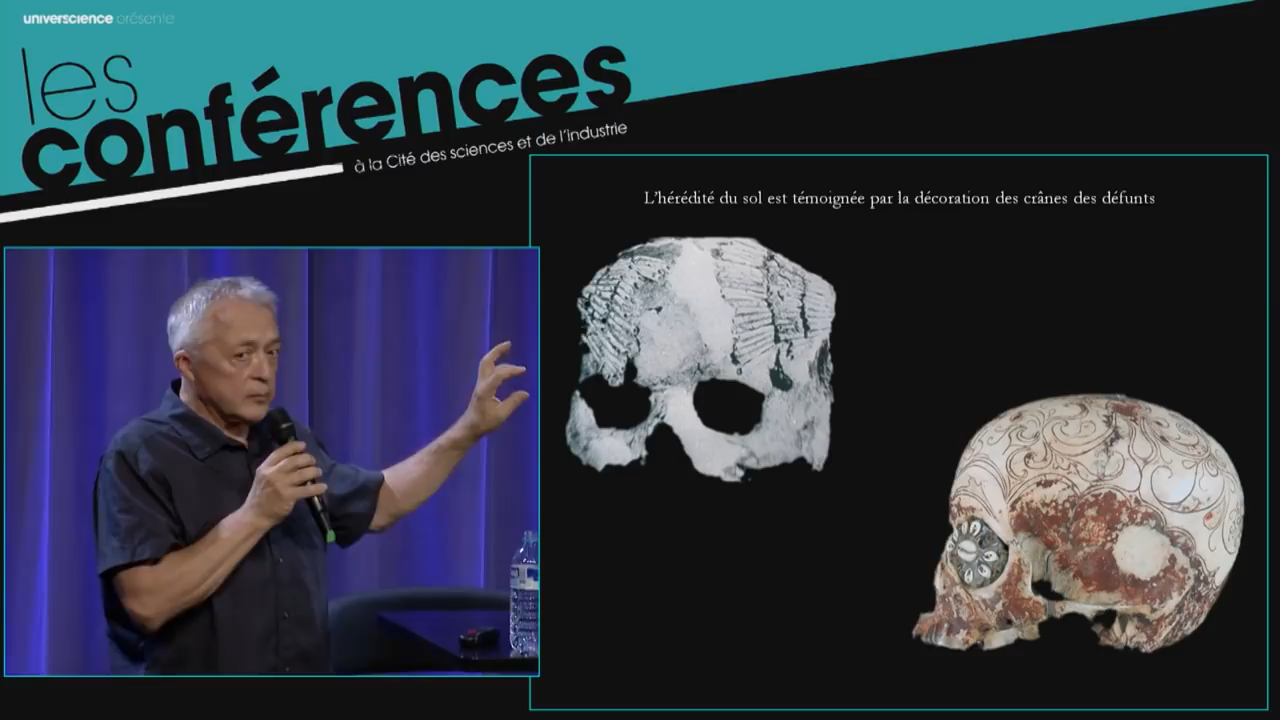 universcience présente
les
conférences
à la Cité des sciences et de l'industrie
L'hérédité du sol est témoignée par la décoration des crânes des défunts